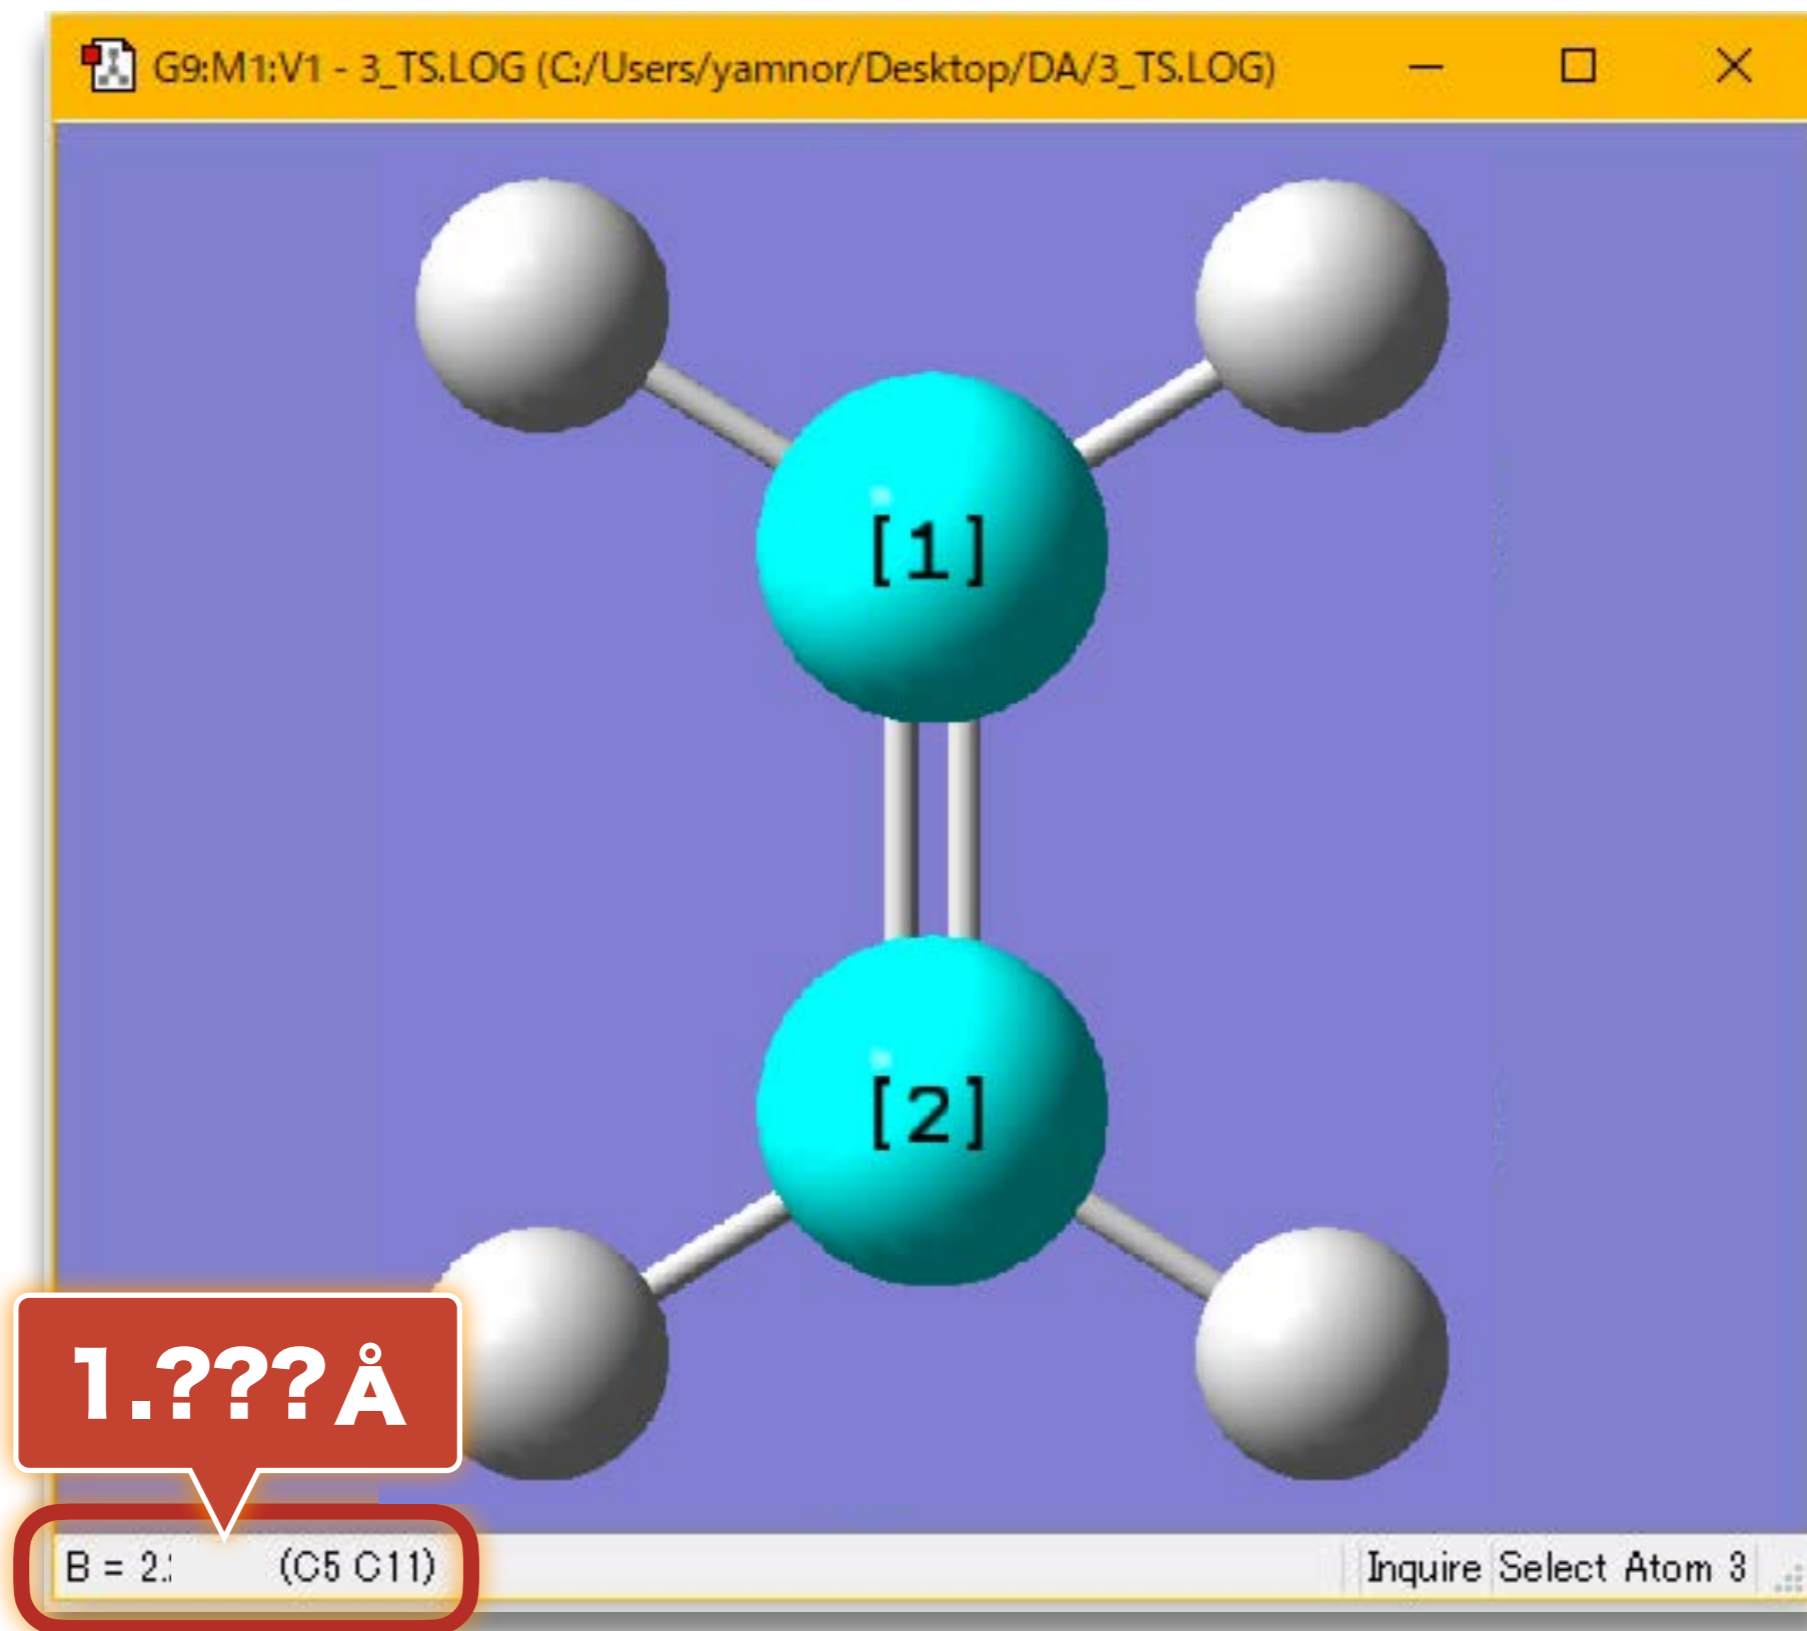 G9:M1:V1 - 3_TS.LOG (C:/Users/yamnor/Desktop/DA/3_TS.LOG)
[1]
[2]
1.???Å
B = 2. (C5 C11)
Inquire Select Atom 3